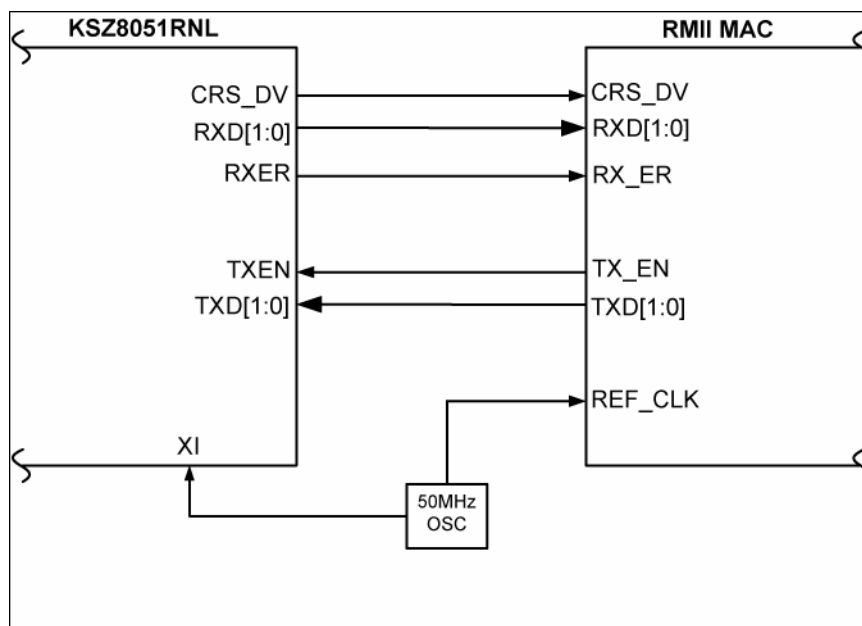 KSZ8051RNL
RMII MAC
CRS_DV
CRS_DV
RXD[1:0]
RXD[1:0]
RXER
RX_ER
TXEN
TX_EN
TXD[1:0]
TXD[1:0]
REF_CLK
XI
50MHz
OSC